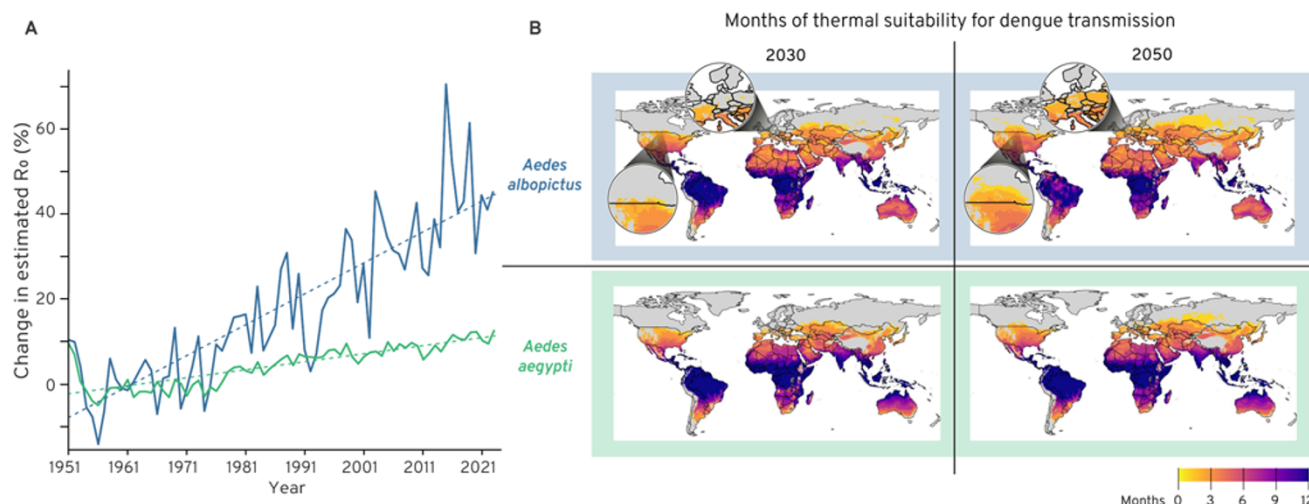 A
B
Months of thermal suitability for dengue transmission
2030
2050
Change in estimated R₀ (%)
60
40
20
0
1951
1961
1971
1981
1991
2001
2011
2021
Year
Aedes
albopictus
Aedes
aegypti
Months
0
3
6
9